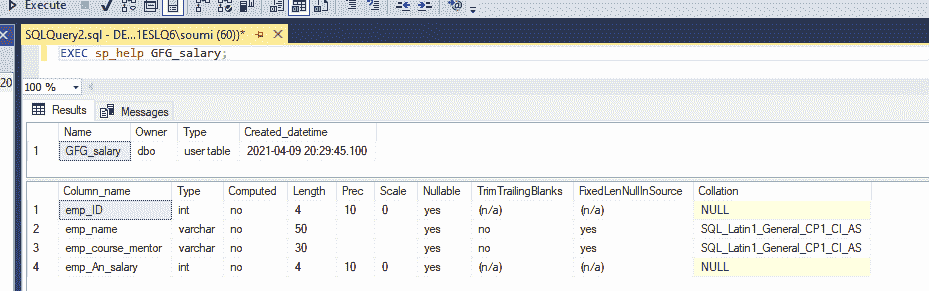 Execute
SQLQuery2.sql - DE...1ESLQ6\sourni (60))*
EXEC sp_help GFG_salary;
20
100 %
Results Messages
Name Owner Type Created_datetime
1 GFG_salary dbo user table 2021-04-09 20:29:45.100
Column_name Type Computed Length Prec Scale Nullable TrimTrailingBlanks FixedLenNullInSource Collation
1 emp_ID int no 4 10 0 yes (n/a) (n/a) NULL
2 emp_name varchar no 50 yes no yes SQL_Latin1_General_CP1_CI_AS
3 emp_course_mentor varchar no 30 yes no yes SQL_Latin1_General_CP1_CI_AS
4 emp_An_salary int no 4 10 0 yes (n/a) (n/a) NULL